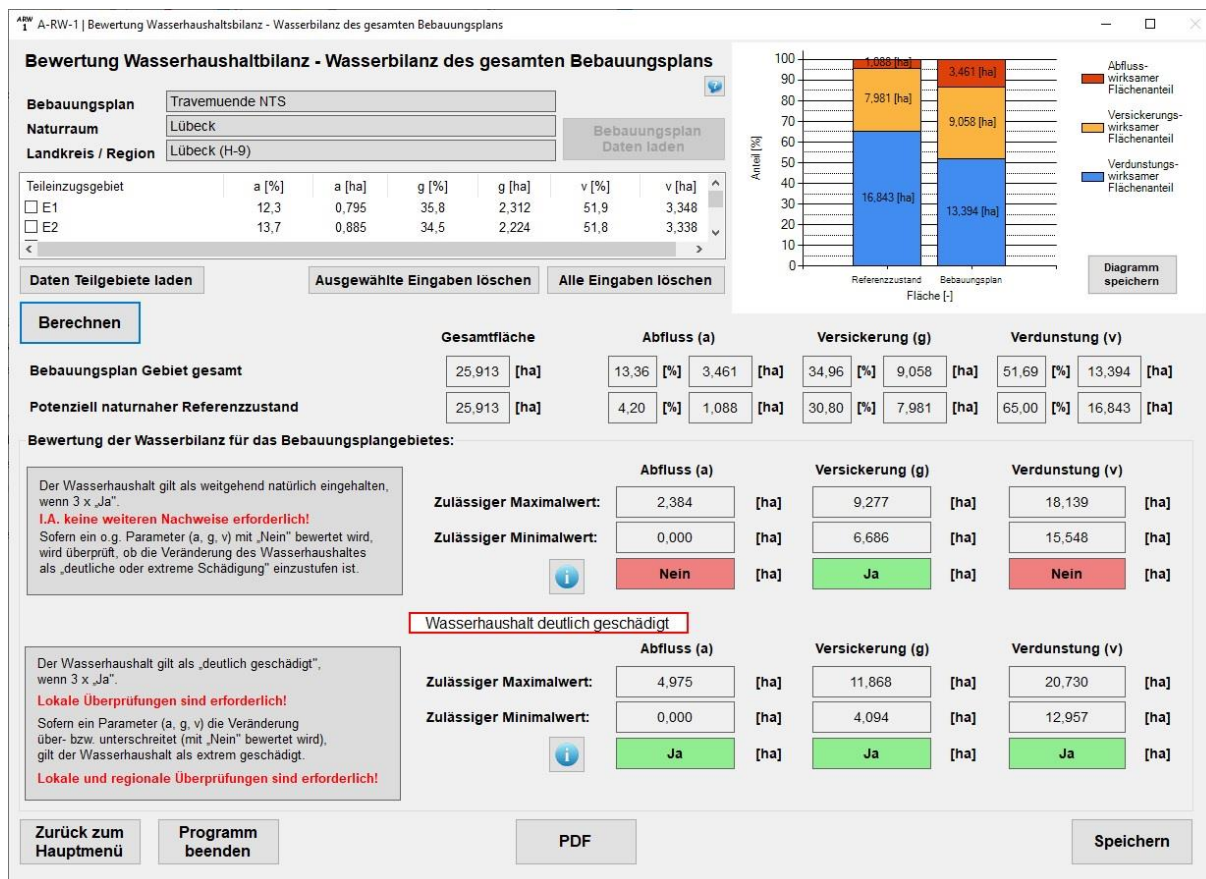 ARW 1 A-RW-1 | Bewertung Wasserhaushaltsbilanz - Wasserbilanz des gesamten Bebauungsplans
Bewertung Wasserhaushaltbilanz - Wasserbilanz des gesamten Bebauungsplans
Bebauungsplan Travemuende NTS
Naturraum Lübeck
Landkreis / Region Lübeck (H-9)
Bebauungsplan
Daten laden
Teileinzugsgebiet a [%] a [ha] g [%] g [ha] v [%] v [ha]
E1 12,3 0,795 35,8 2,312 51,9 3,348
E2 13,7 0,885 34,5 2,224 51,8 3,338
Daten Teilgebiete laden Ausgewählte Eingaben löschen Alle Eingaben löschen
Anteil [%]
100
90
80
70
60
50
40
30
20
10
0
1,088 [ha]
7,981 [ha]
16,843 [ha]
3,461 [ha]
9,058 [ha]
13,394 [ha]
Referenzzustand Bebauungsplan
Fläche [-]
Abfluss-
wirksamer
Flächenanteil
Versickerungs-
wirksamer
Flächenanteil
Verdunstungs-
wirksamer
Flächenanteil
Diagramm
speichern
Berechnen
Gesamtfläche Abfluss (a) Versickerung (g) Verdunstung (v)
Bebauungsplan Gebiet gesamt 25,913 [ha] 13,36 [%] 3,461 [ha] 34,96 [%] 9,058 [ha] 51,69 [%] 13,394 [ha]
Potenziell naturnaher Referenzzustand 25,913 [ha] 4,20 [%] 1,088 [ha] 30,80 [%] 7,981 [ha] 65,00 [%] 16,843 [ha]
Bewertung der Wasserbilanz für das Bebauungsplangebietes:
Der Wasserhaushalt gilt als weitgehend natürlich eingehalten,
wenn 3 x „Ja".
I.A. keine weiteren Nachweise erforderlich!
Sofern ein o.g. Parameter (a, g, v) mit „Nein" bewertet wird,
wird überprüft, ob die Veränderung des Wasserhaushaltes
als „deutliche oder extreme Schädigung" einzustufen ist.
Abfluss (a) Versickerung (g) Verdunstung (v)
Zulässiger Maximalwert: 2,384 [ha] 9,277 [ha] 18,139 [ha]
Zulässiger Minimalwert: 0,000 [ha] 6,686 [ha] 15,548 [ha]
i Nein [ha] Ja [ha] Nein [ha]
Wasserhaushalt deutlich geschädigt
Der Wasserhaushalt gilt als „deutlich geschädigt",
wenn 3 x „Ja".
Lokale Überprüfungen sind erforderlich!
Sofern ein Parameter (a, g, v) die Veränderung
über- bzw. unterschreitet (mit „Nein" bewertet wird),
gilt der Wasserhaushalt als extrem geschädigt.
Lokale und regionale Überprüfungen sind erforderlich!
Abfluss (a) Versickerung (g) Verdunstung (v)
Zulässiger Maximalwert: 4,975 [ha] 11,868 [ha] 20,730 [ha]
Zulässiger Minimalwert: 0,000 [ha] 4,094 [ha] 12,957 [ha]
i Ja [ha] Ja [ha] Ja [ha]
Zurück zum
Hauptmenü
Programm
beenden
PDF
Speichern